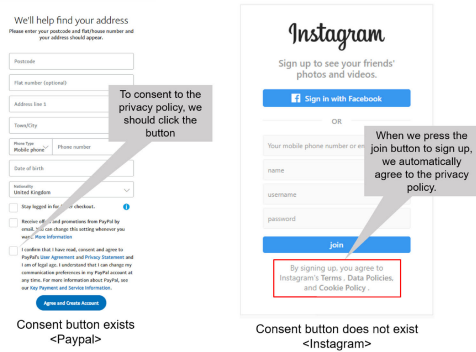 We'll help find your address
Please enter your postcode and flat/house number and
your address should appear.
Postcode
Flat number (optional)
Address line 1
Town/City
Phone Type
Mobile phone
Phone number
Date of birth
Nationality
United Kingdom
Stay logged in for checkout.
Receive offers and promotions from PayPal by
email. You can change this setting whenever you
want. More information
I confirm that I have read, consent and agree to
PayPal's User Agreement and Privacy Statement and
I am of legal age. I understand that I can change my
communication preferences in my PayPal account at
any time. For more information about PayPal, see
our Key Payment and Service Information.
Agree and Create Account
To consent to the
privacy policy, we
should click the
button
Consent button exists
<Paypal>
Instagram
Sign up to see your friends'
photos and videos.
Sign in with Facebook
OR
Your mobile phone number or
name
username
password
join
By signing up, you agree to
Instagram's Terms . Data Policies,
and Cookie Policy .
When we press the
join button to sign up,
we automatically
agree to the privacy
policy.
Consent button does not exist
<Instagram>